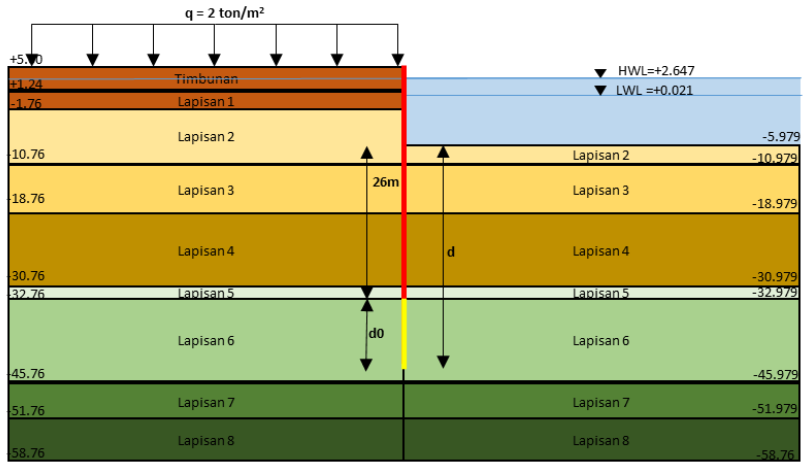 q = 2 ton/m²
+5.00
Timbunan
HWL=+2.647
+1.24
LWL =+0.021
Lapisan 1
-1.76
Lapisan 2
-5.979
-10.76
Lapisan 2
-10.979
26m
Lapisan 3
Lapisan 3
-18.76
-18.979
Lapisan 4
d
Lapisan 4
-30.76
-30.979
Lapisan 5
Lapisan 5
-32.76
-32.979
d0
Lapisan 6
Lapisan 6
-45.76
-45.979
Lapisan 7
Lapisan 7
-51.76
-51.979
Lapisan 8
Lapisan 8
-58.76
-58.76